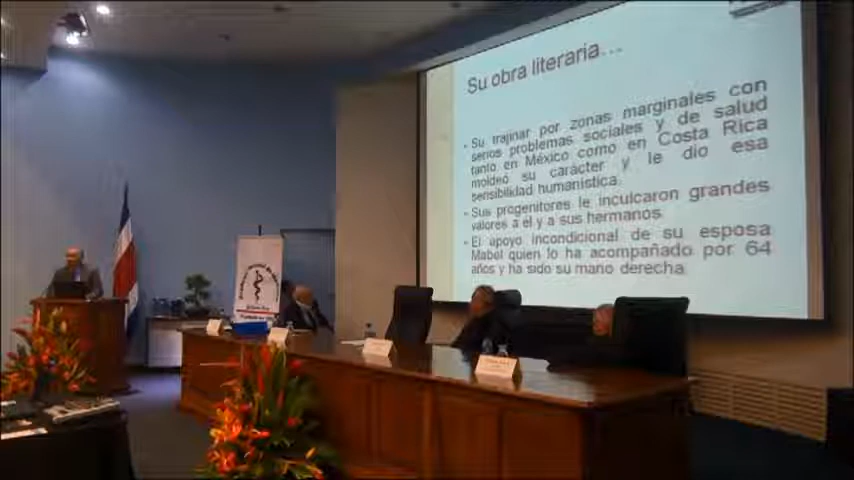 Su obra literaria...
• Su trajinar por zonas marginales con
serios problemas sociales y de salud
tanto en México como en Costa Rica
moldeó su carácter y le dio esa
sensibilidad humanística.
• Sus progenitores le inculcaron grandes
valores a el y a sus hermanos
• El apoyo incondicional de su esposa
Mabel quien lo ha acompañado por 64
años y ha sido su mano derecha